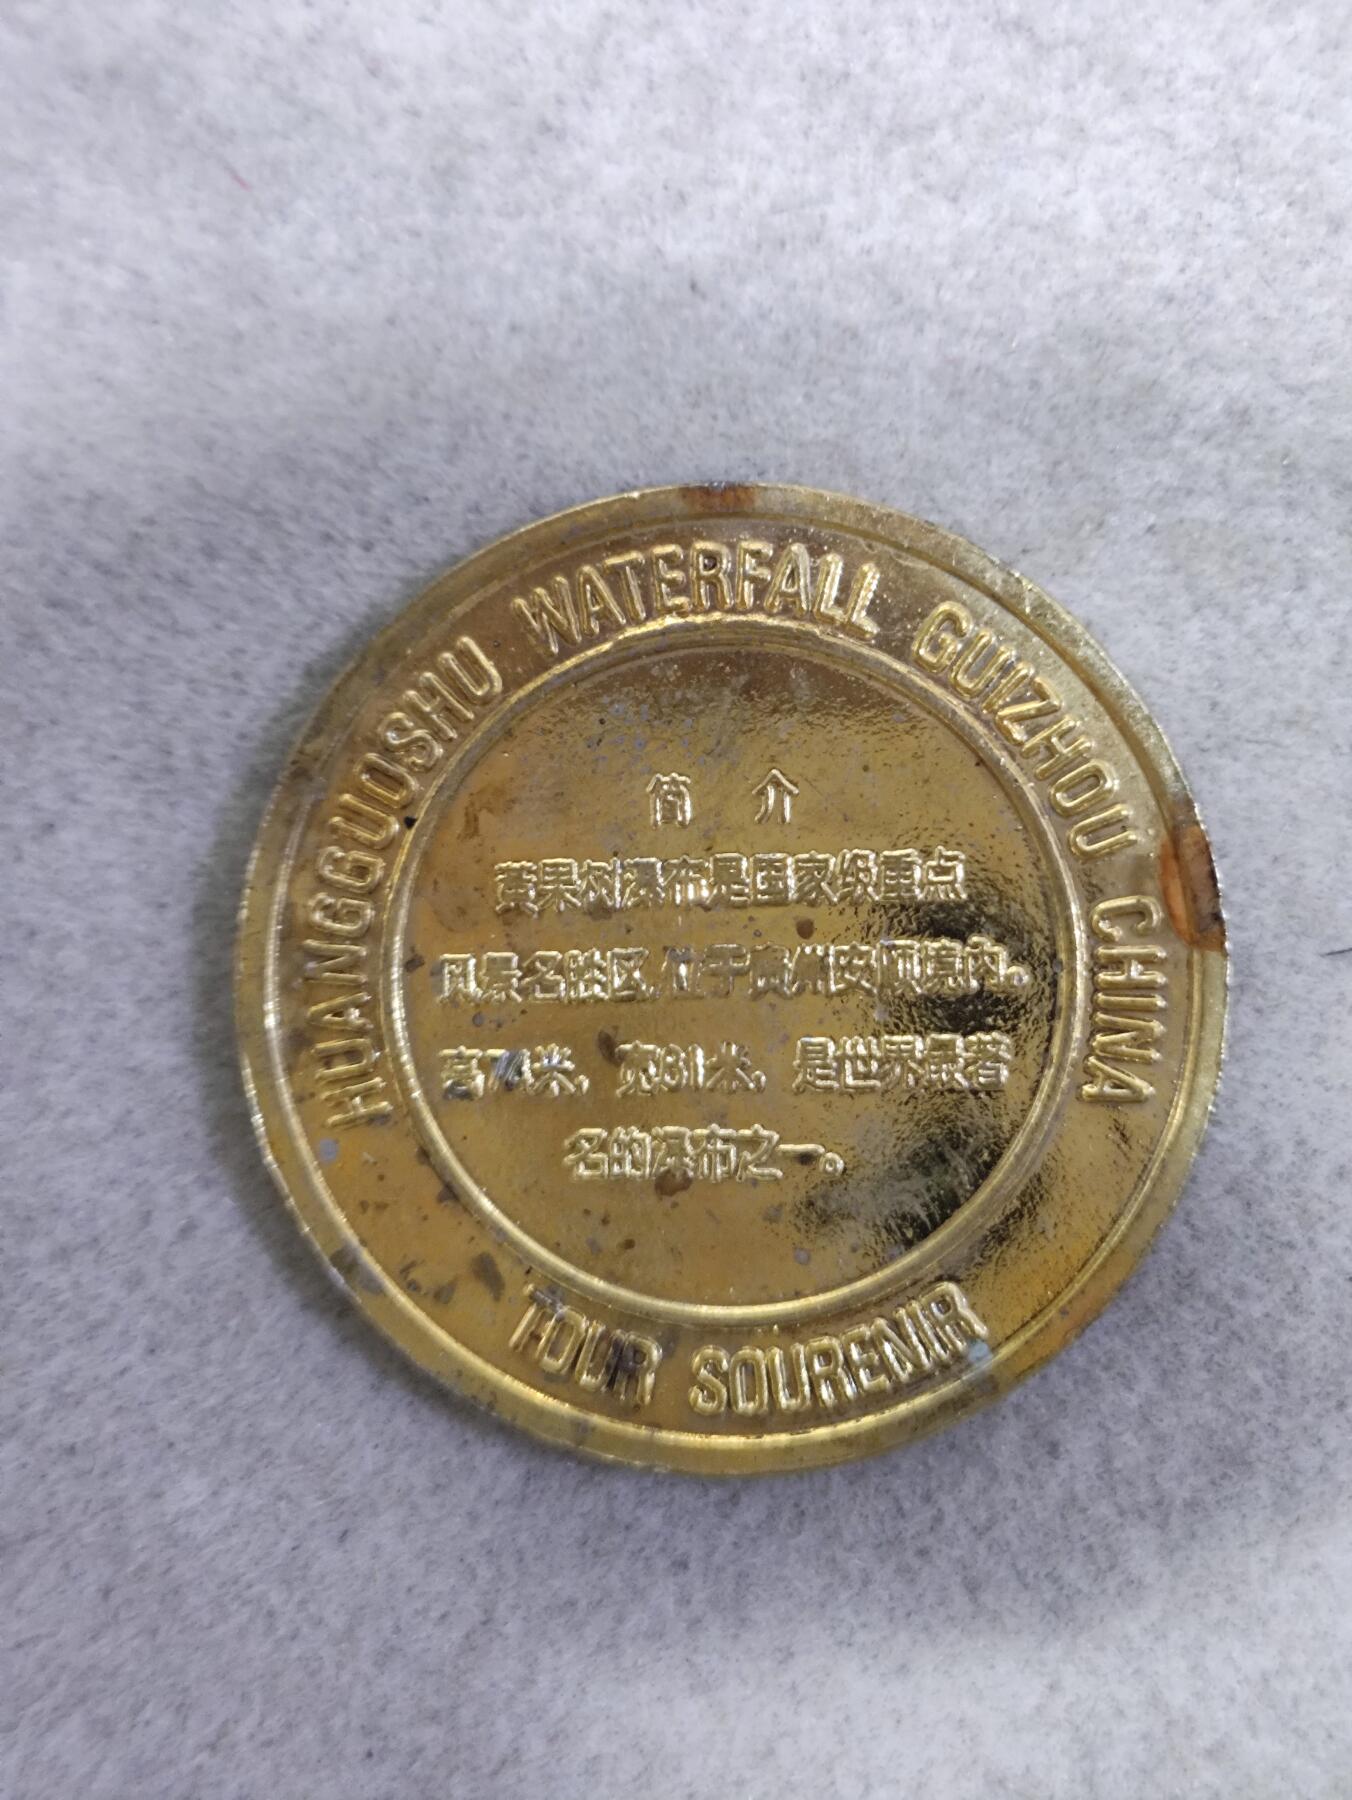 HUANGGUOSHU WATERFALL GUIZHOU CHINA
简 介
黄果树瀑布是国家级重点
风景名胜区,位于贵州安顺境内。
高74米,宽81米,是世界最著
名的瀑布之一。
TOUR SOURENIR